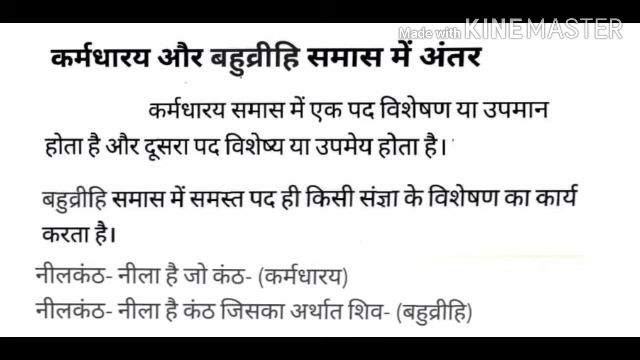 Made with KINEMASTER
कर्मधारय और बहुव्रीहि समास में अंतर
कर्मधारय समास में एक पद विशेषण या उपमान
होता है और दूसरा पद विशेष्य या उपमेय होता है।
बहुव्रीहि समास में समस्त पद ही किसी संज्ञा के विशेषण का कार्य
करता है।
नीलकंठ- नीला है जो कंठ- (कर्मधारय)
नीलकंठ- नीला है कंठ जिसका अर्थात शिव- (बहुव्रीहि)